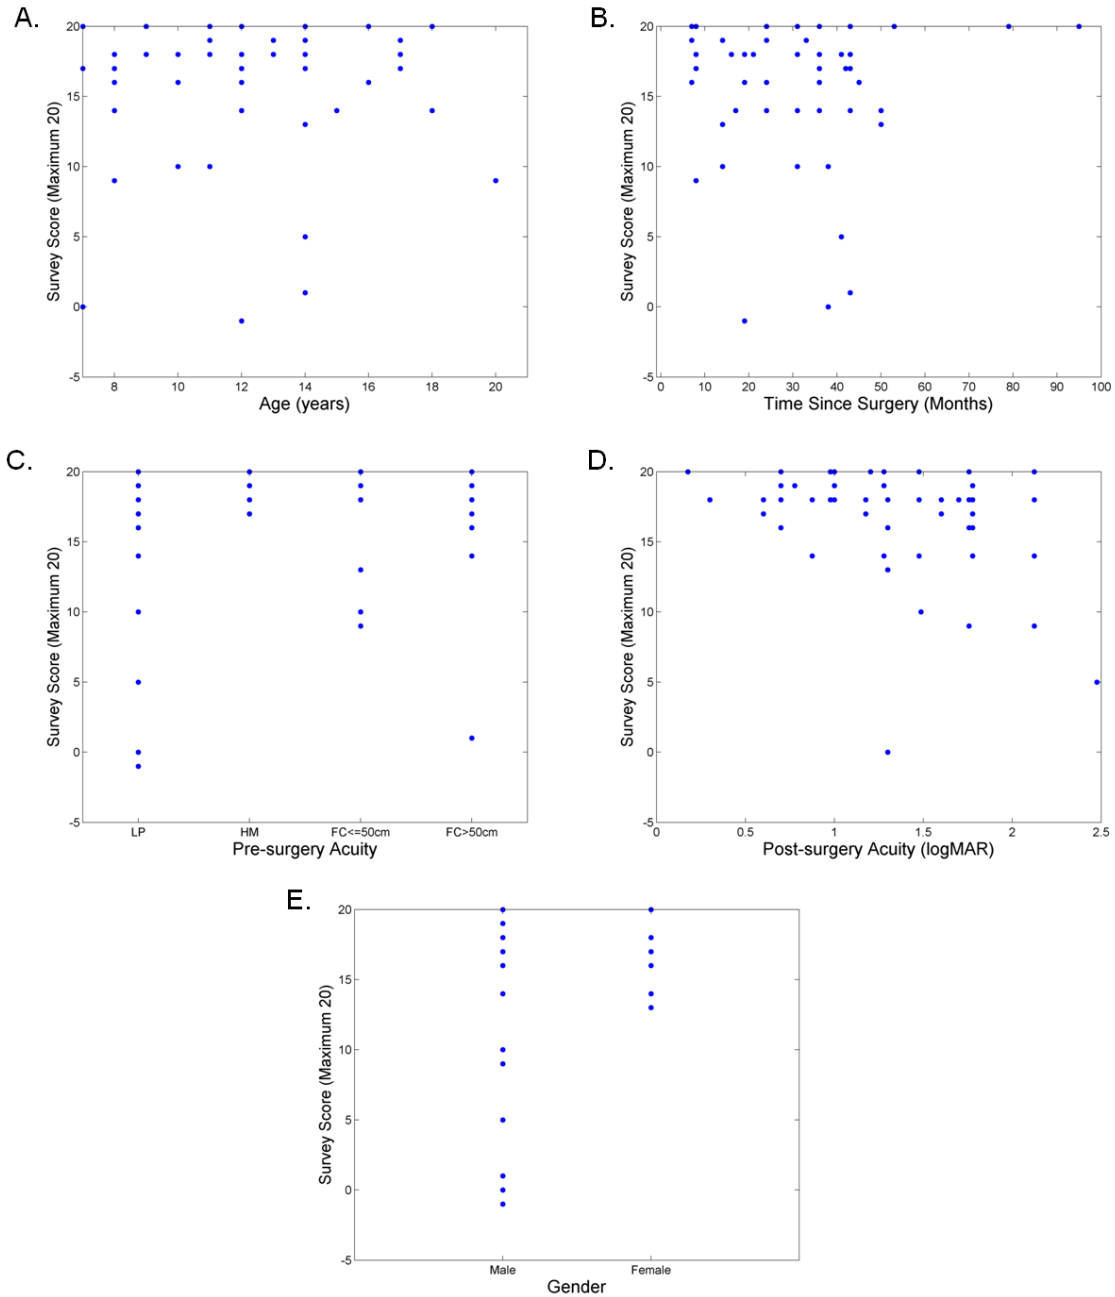 A.
20
15
10
5
0
-5
Survey Score (Maximum 20)
8 10 12 14 16 18 20
Age (years)
B.
20
15
10
5
0
-5
Survey Score (Maximum 20)
0 10 20 30 40 50 60 70 80 90 100
Time Since Surgery (Months)
C.
20
15
10
5
0
-5
Survey Score (Maximum 20)
LP HM FC<=50cm FC>50cm
Pre-surgery Acuity
D.
20
15
10
5
0
-5
Survey Score (Maximum 20)
0 0.5 1 1.5 2 2.5
Post-surgery Acuity (logMAR)
E.
20
15
10
5
0
-5
Survey Score (Maximum 20)
Male Female
Gender